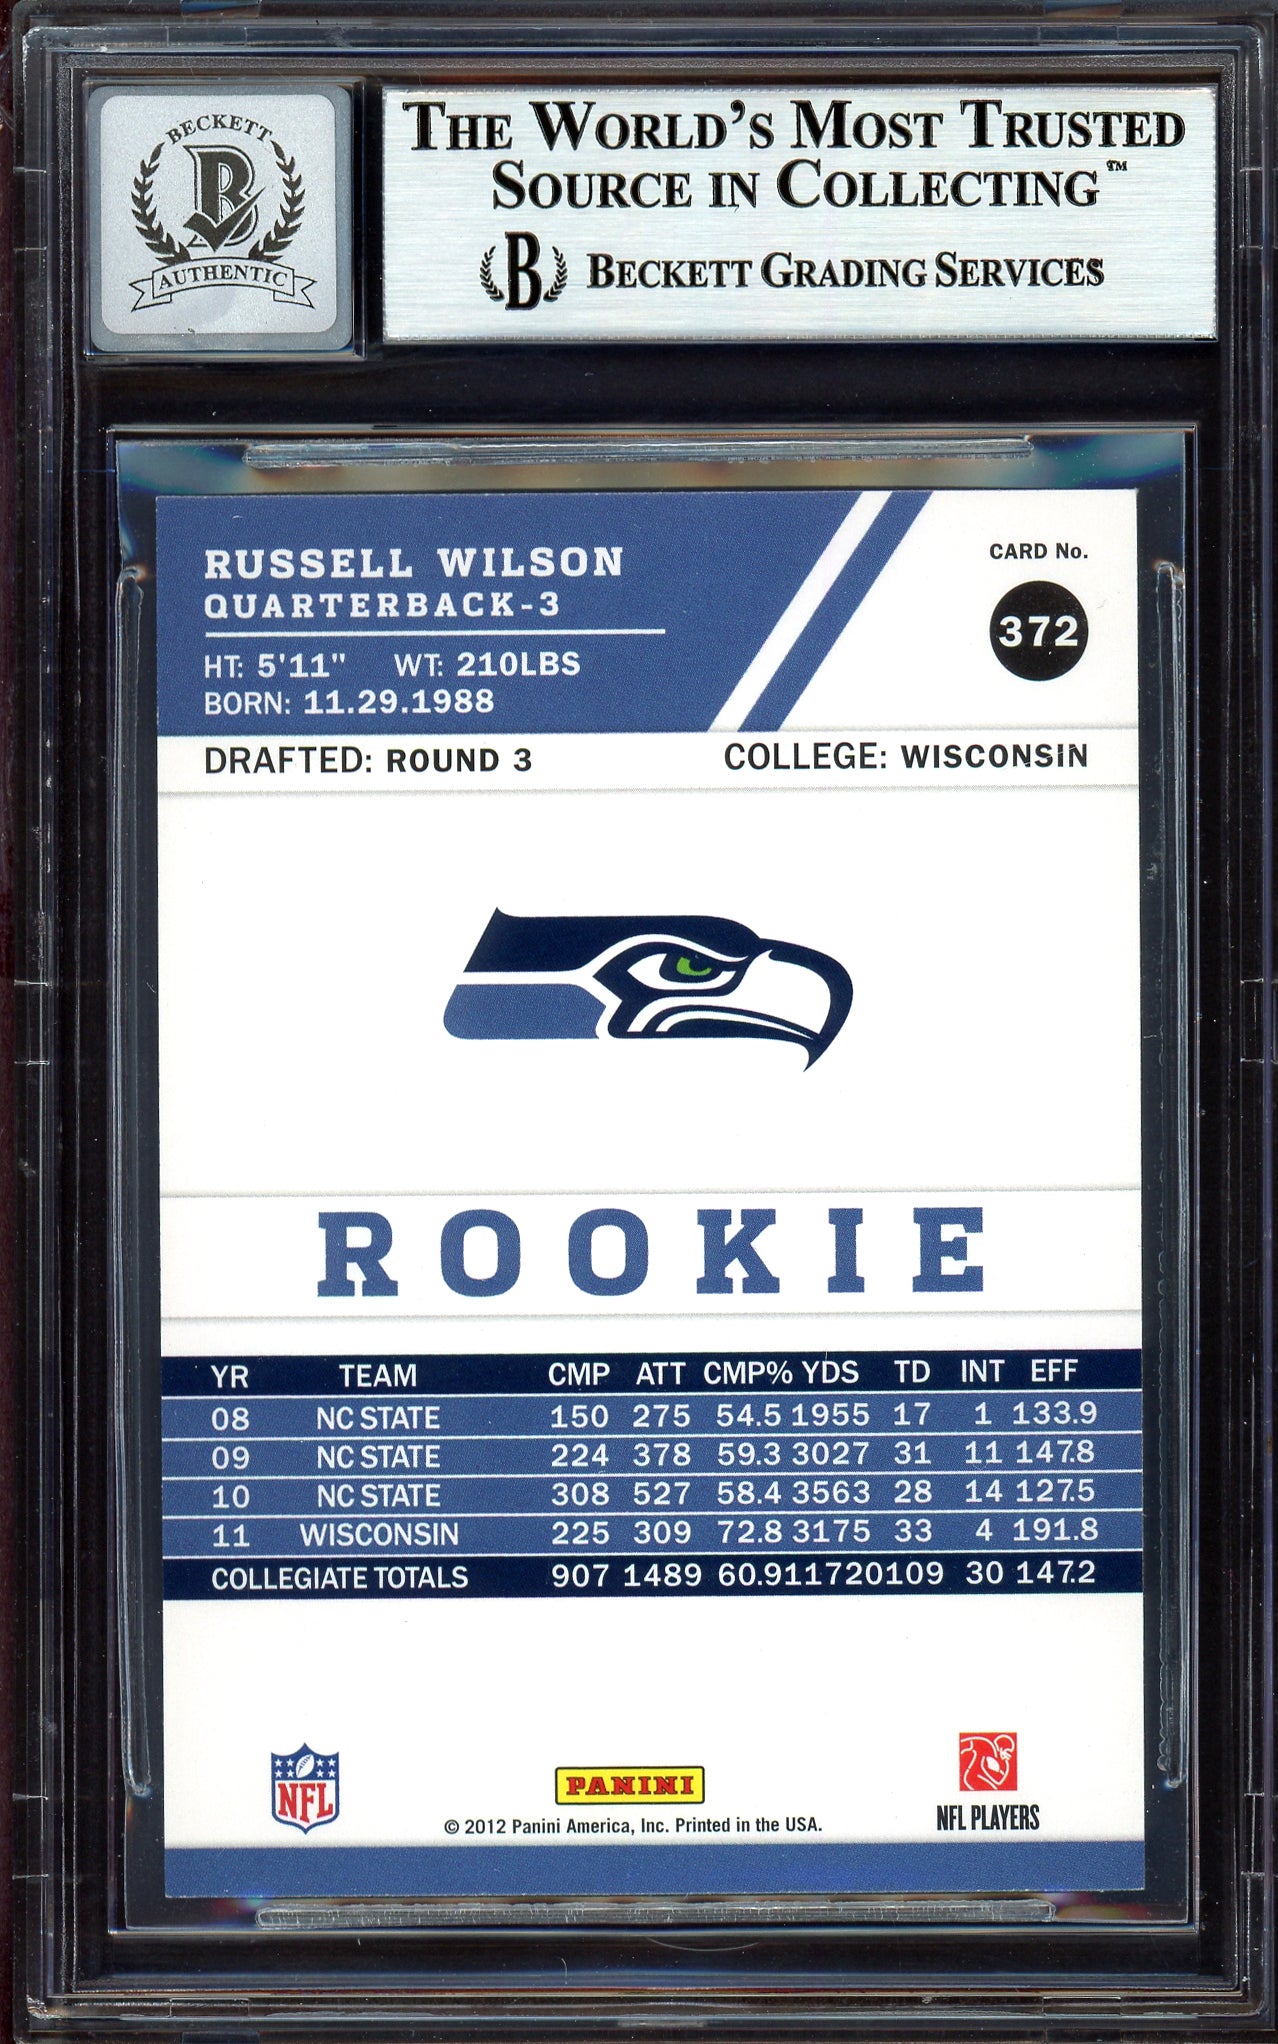 BECKETT
B
AUTHENTIC
THE WORLD'S MOST TRUSTED
SOURCE IN COLLECTING™
B BECKETT GRADING SERVICES
RUSSELL WILSON
QUARTERBACK-3
HT: 5'11" WT: 210LBS
BORN: 11.29.1988
CARD No.
372
DRAFTED: ROUND 3 COLLEGE: WISCONSIN
ROOKIE
YR TEAM CMP ATT CMP% YDS TD INT EFF
08 NC STATE 150 275 54.5 1955 17 1 133.9
09 NC STATE 224 378 59.3 3027 31 11 147.8
10 NC STATE 308 527 58.4 3563 28 14 127.5
11 WISCONSIN 225 309 72.8 3175 33 4 191.8
COLLEGIATE TOTALS 907 1489 60.9 11720 109 30 147.2
NFL
PANINI
© 2012 Panini America, Inc. Printed in the USA.
NFL PLAYERS